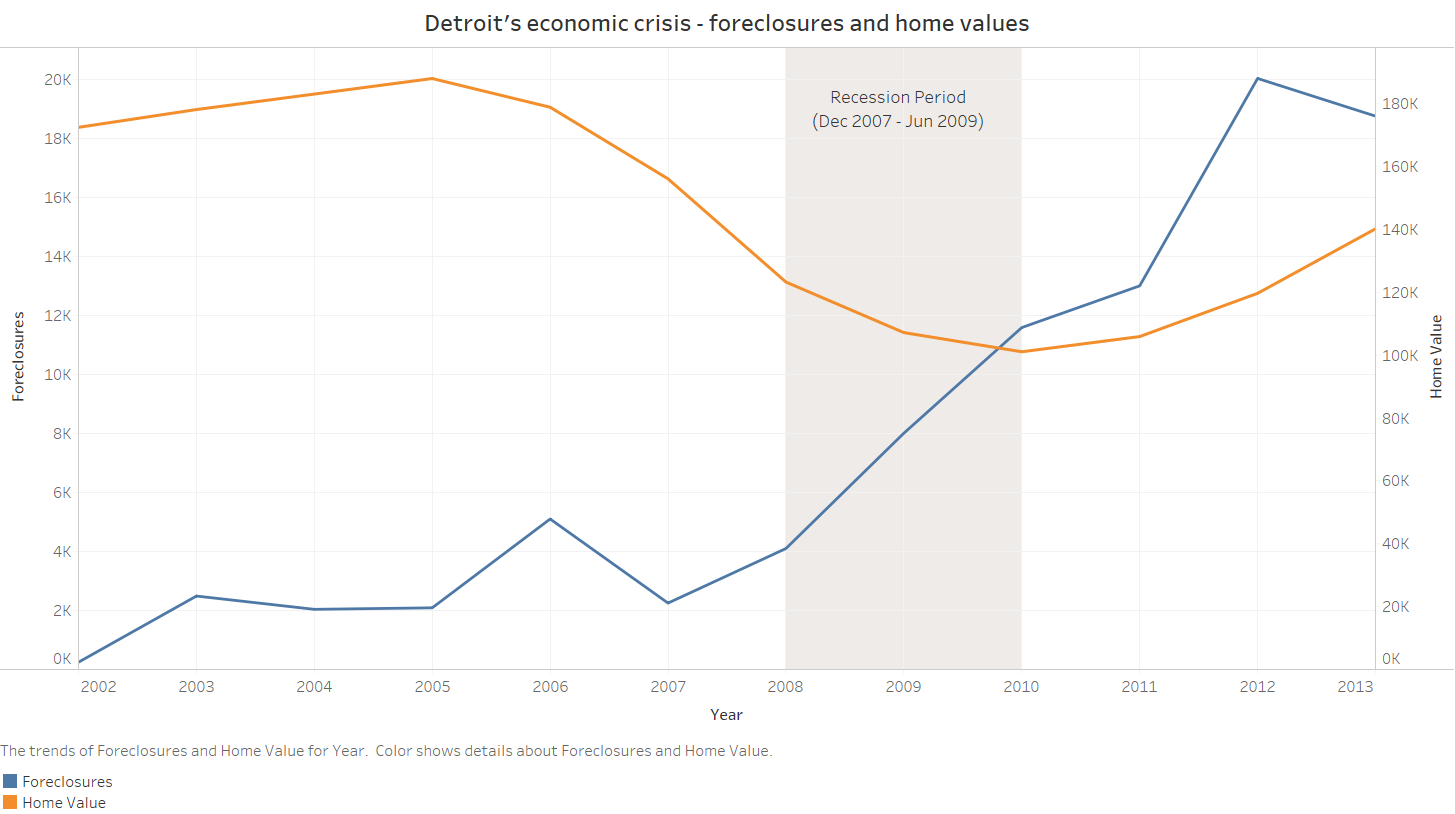 Detroit’s economic crisis - foreclosures and home values
Recession Period
(Dec 2007 - Jun 2009)
Foreclosures
20K
18K
16K
14K
12K
10K
8K
6K
4K
2K
0K
Home Value
180K
160K
140K
120K
100K
80K
60K
40K
20K
0K
2002 2003 2004 2005 2006 2007 2008 2009 2010 2011 2012 2013
Year
The trends of Foreclosures and Home Value for Year.  Color shows details about Foreclosures and Home Value.
Foreclosures
Home Value